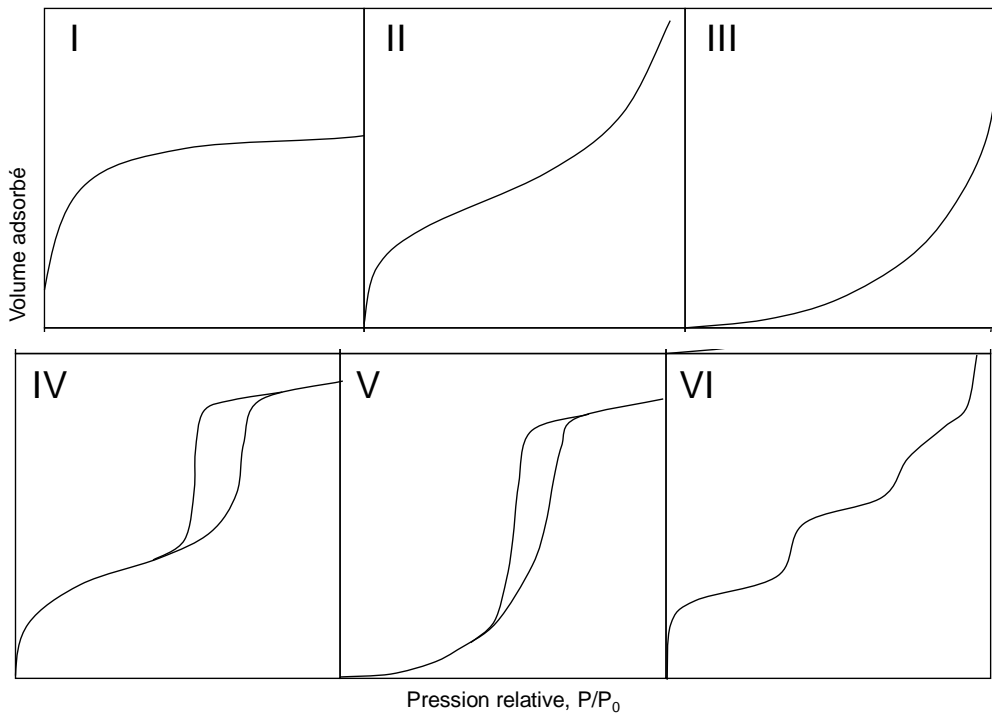 I
II
III
Volume adsorbé
IV
V
VI
Pression relative, P/P₀